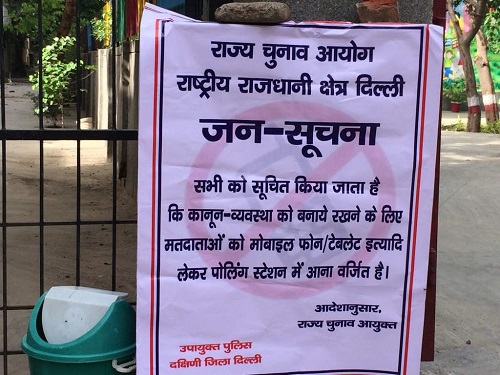 राज्य चुनाव आयोग
राष्ट्रीय राजधानी क्षेत्र दिल्ली
जन-सूचना
सभी को सूचित किया जाता है
कि कानून-व्यवस्था को बनाये रखने के लिए
मतदाताओं को मोबाइल फोन/टेबलेट इत्यादि
लेकर पोलिंग स्टेशन में आना वर्जित है।
आदेशानुसार,
राज्य चुनाव आयुक्त
उपायुक्त पुलिस
दक्षिणी जिला दिल्ली